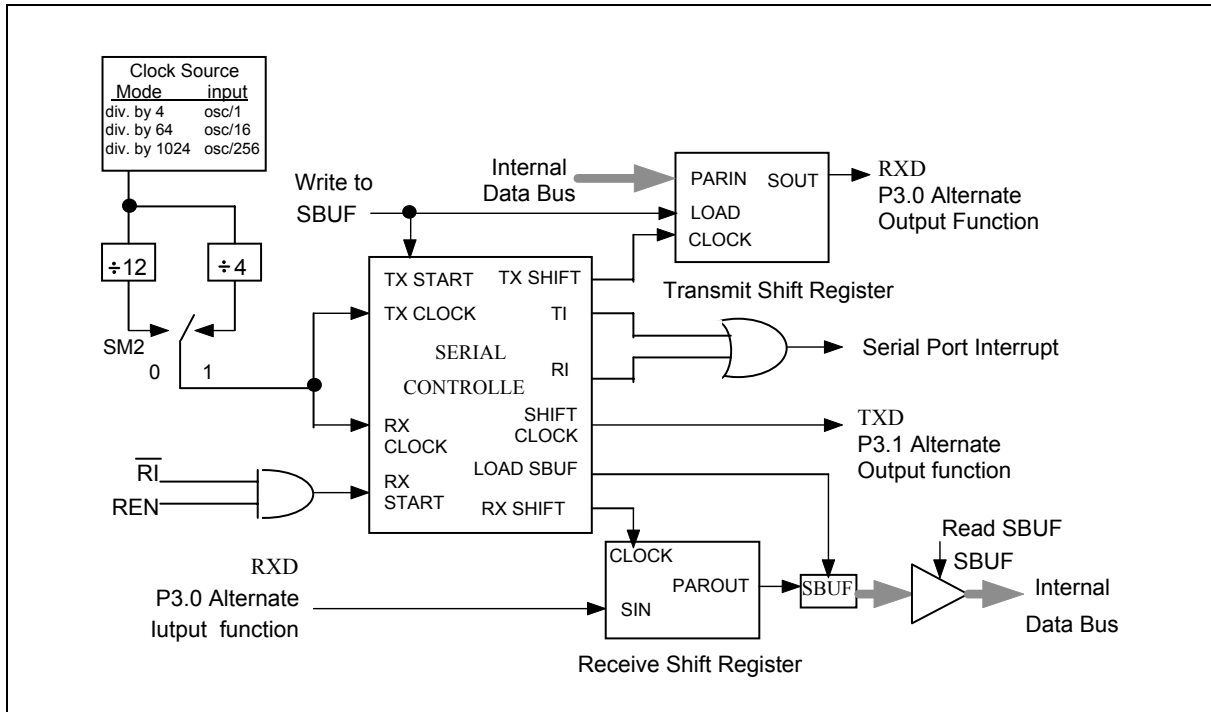 Clock Source
Mode input
div. by 4 osc/1
div. by 64 osc/16
div. by 1024 osc/256
÷12
÷4
SM2
0 1
Write to
SBUF
Internal
Data Bus
PARIN SOUT
LOAD
CLOCK
Transmit Shift Register
RXD
P3.0 Alternate
Output Function
TX START TX SHIFT
TX CLOCK TI
SERIAL
CONTROLLE
RI
RX
CLOCK
SHIFT
CLOCK
LOAD SBUF
RX
START
RX SHIFT
Serial Port Interrupt
TXD
P3.1 Alternate
Output function
RI
REN
RXD
P3.0 Alternate
lutput function
CLOCK
PAROUT
SIN
Receive Shift Register
SBUF
Read SBUF
SBUF
Internal
Data Bus